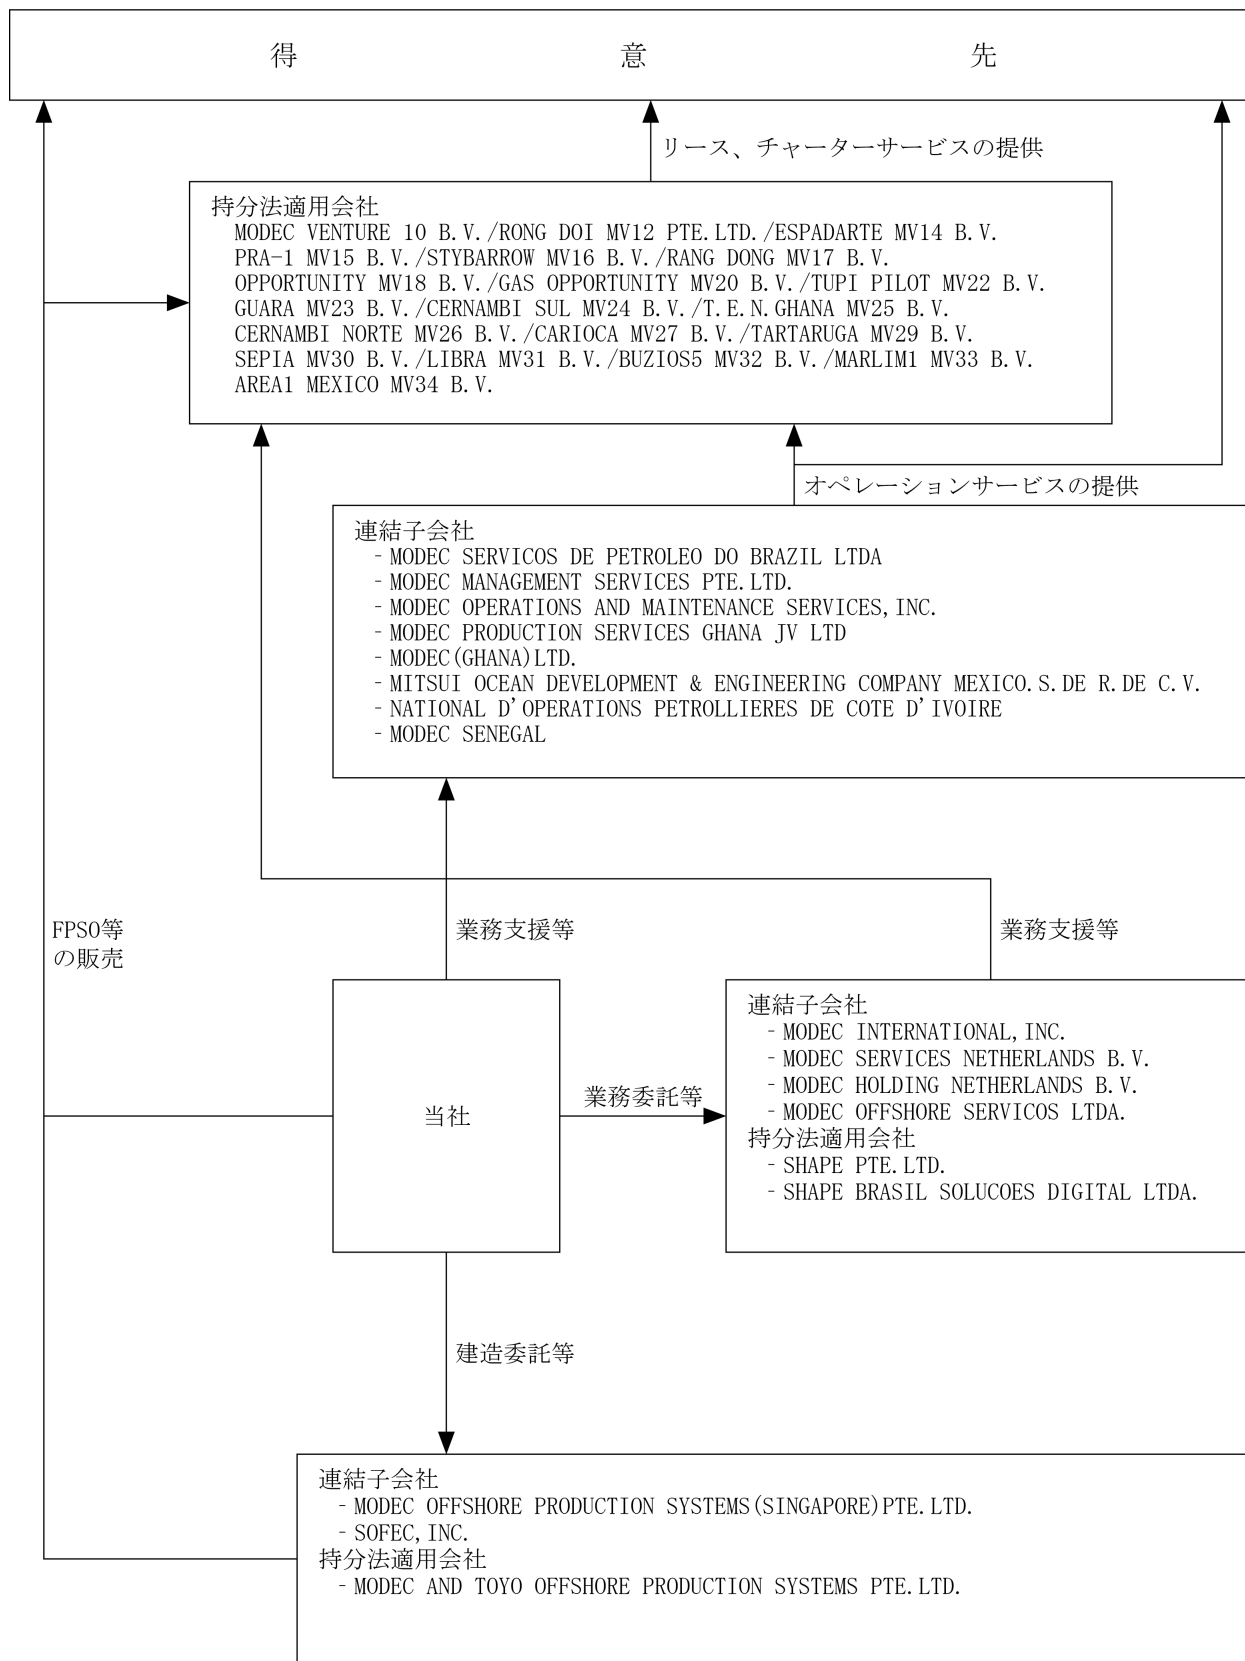 得意先
リース、チャーターサービスの提供
持分法適用会社
MODEC VENTURE 10 B.V./RONG DOI MV12 PTE.LTD./ESPADARTE MV14 B.V.
PRA-1 MV15 B.V./STYBARROW MV16 B.V./RANG DONG MV17 B.V.
OPPORTUNITY MV18 B.V./GAS OPPORTUNITY MV20 B.V./TUPI PILOT MV22 B.V.
GUARA MV23 B.V./CERNAMBI SUL MV24 B.V./T.E.N.GHANA MV25 B.V.
CERNAMBI NORTE MV26 B.V./CARIOCA MV27 B.V./TARTARUGA MV29 B.V.
SEPIA MV30 B.V./LIBRA MV31 B.V./BUZIOS5 MV32 B.V./MARLIM1 MV33 B.V.
AREA1 MEXICO MV34 B.V.
オペレーションサービスの提供
連結子会社
‐MODEC SERVICOS DE PETROLEO DO BRAZIL LTDA
‐MODEC MANAGEMENT SERVICES PTE.LTD.
‐MODEC OPERATIONS AND MAINTENANCE SERVICES,INC.
‐MODEC PRODUCTION SERVICES GHANA JV LTD
‐MODEC(GHANA)LTD.
‐MITSUI OCEAN DEVELOPMENT & ENGINEERING COMPANY MEXICO.S.DE R.DE C.V.
‐NATIONAL D'OPERATIONS PETROLLIERES DE COTE D'IVOIRE
‐MODEC SENEGAL
FPSO等
の販売
業務支援等
業務支援等
当社
業務委託等
連結子会社
‐MODEC INTERNATIONAL,INC.
‐MODEC SERVICES NETHERLANDS B.V.
‐MODEC HOLDING NETHERLANDS B.V.
‐MODEC OFFSHORE SERVICOS LTDA.
持分法適用会社
‐SHAPE PTE.LTD.
‐SHAPE BRASIL SOLUCOES DIGITAL LTDA.
建造委託等
連結子会社
‐MODEC OFFSHORE PRODUCTION SYSTEMS(SINGAPORE)PTE.LTD.
‐SOFEC,INC.
持分法適用会社
‐MODEC AND TOYO OFFSHORE PRODUCTION SYSTEMS PTE.LTD.